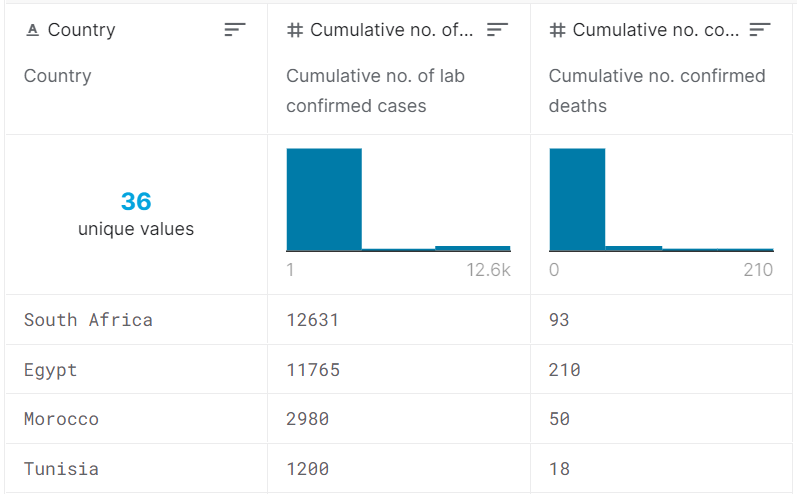 Country
Cumulative no. of...
Cumulative no. co...
Country
Cumulative no. of lab
confirmed cases
Cumulative no. confirmed
deaths
36
unique values
1
12.6k
0
210
South Africa 12631 93
Egypt 11765 210
Morocco 2980 50
Tunisia 1200 18